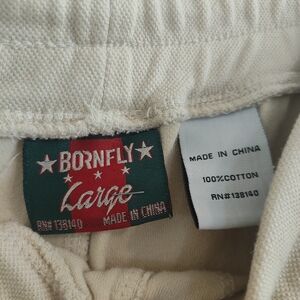 ★BORNFLY★
★ ★ ★
Large
RN# 138140 MADE IN CHINA
MADE IN CHINA
100%COTTON
RN#138140